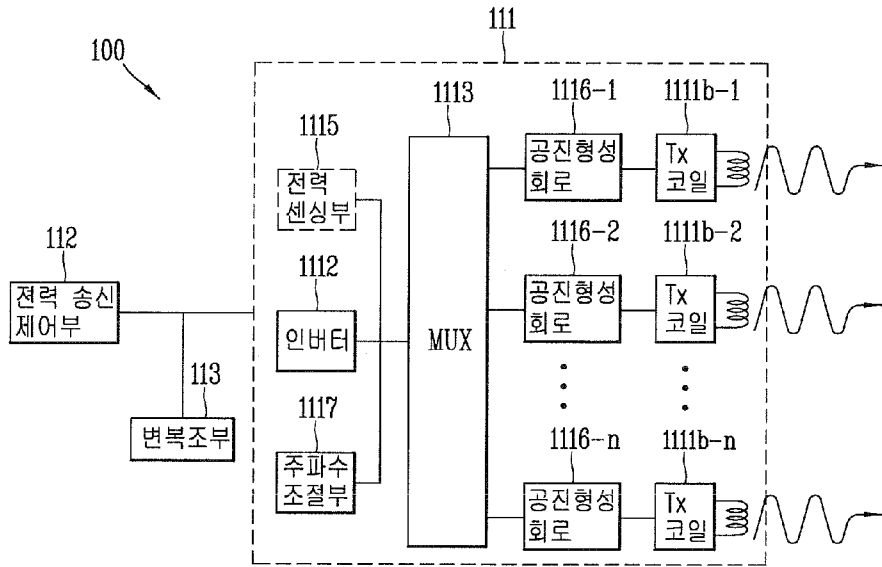 111
100
1113
1116-1
1111b-1
1115
전력
센싱부
공진형성
회로
Tx
코일
112
1112
1116-2
1111b-2
전력 송신
제어부
인버터
MUX
공진형성
회로
Tx
코일
113
변복조부
1117
주파수
조절부
1116-n
1111b-n
공진형성
회로
Tx
코일